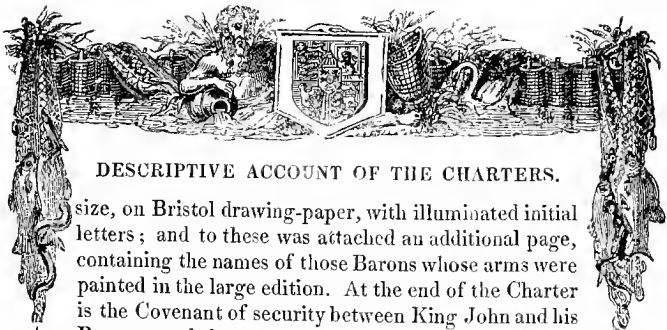 DESCRIPTIVE ACCOUNT OF THE CHARTERS.
size, on Bristol drawing-paper, with illuminated initial
letters; and to these was attached an additional page,
containing the names of those Barons whose arms were
painted in the large edition. At the end of the Charter
is the Covenant of security between King John and his